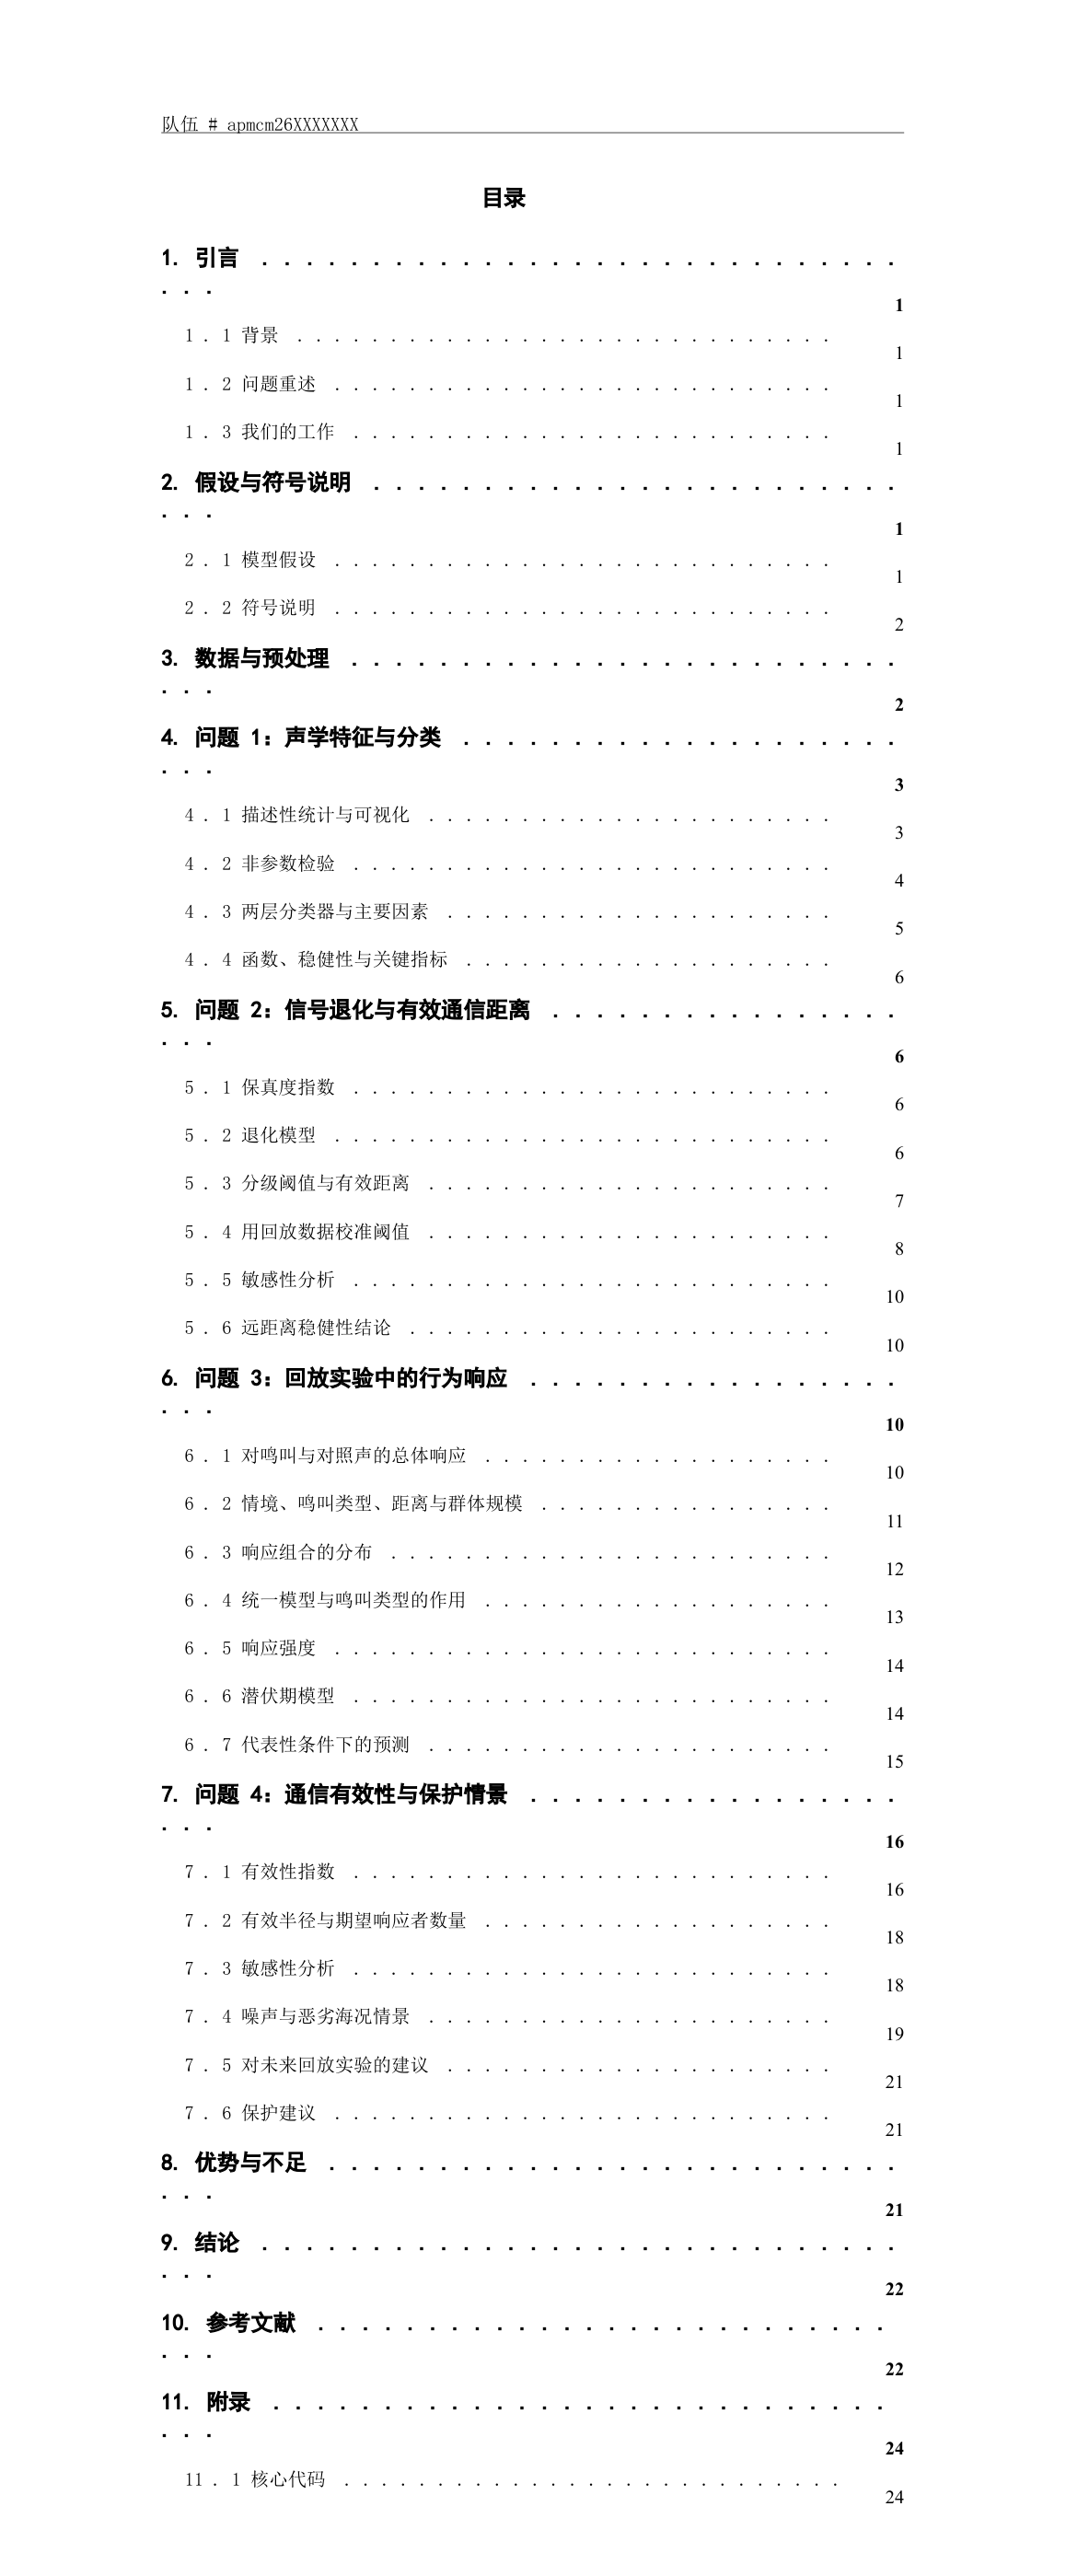 队伍 # apmcm26XXXXXXX
目录
1. 引言 . . . . . . . . . . . . . . . . . . . . . . . . . . . . .
. . . 1
1 . 1 背景 . . . . . . . . . . . . . . . . . . . . . . . . . . . . . 1
1 . 2 问题重述 . . . . . . . . . . . . . . . . . . . . . . . . . . . 1
1 . 3 我们的工作 . . . . . . . . . . . . . . . . . . . . . . . . . . 1
2. 假设与符号说明 . . . . . . . . . . . . . . . . . . . . . . . .
. . . 1
2 . 1 模型假设 . . . . . . . . . . . . . . . . . . . . . . . . . . . 1
2 . 2 符号说明 . . . . . . . . . . . . . . . . . . . . . . . . . . . 2
3. 数据与预处理 . . . . . . . . . . . . . . . . . . . . . . . . .
. . . 2
4. 问题 1: 声学特征与分类 . . . . . . . . . . . . . . . . . . . .
. . . 3
4 . 1 描述性统计与可视化 . . . . . . . . . . . . . . . . . . . . . . 3
4 . 2 非参数检验 . . . . . . . . . . . . . . . . . . . . . . . . . . 4
4 . 3 两层分类器与主要因素 . . . . . . . . . . . . . . . . . . . . . 5
4 . 4 函数、稳健性与关键指标 . . . . . . . . . . . . . . . . . . . . 6
5. 问题 2: 信号退化与有效通信距离 . . . . . . . . . . . . . . . .
. . . 6
5 . 1 保真度指数 . . . . . . . . . . . . . . . . . . . . . . . . . . 6
5 . 2 退化模型 . . . . . . . . . . . . . . . . . . . . . . . . . . . 6
5 . 3 分级阈值与有效距离 . . . . . . . . . . . . . . . . . . . . . . 7
5 . 4 用回放数据校准阈值 . . . . . . . . . . . . . . . . . . . . . . 8
5 . 5 敏感性分析 . . . . . . . . . . . . . . . . . . . . . . . . . . 10
5 . 6 远距离稳健性结论 . . . . . . . . . . . . . . . . . . . . . . . 10
6. 问题 3: 回放实验中的行为响应 . . . . . . . . . . . . . . . . .
. . . 10
6 . 1 对鸣叫与对照声的总体响应 . . . . . . . . . . . . . . . . . . . 10
6 . 2 情境、鸣叫类型、距离与群体规模 . . . . . . . . . . . . . . . . 11
6 . 3 响应组合的分布 . . . . . . . . . . . . . . . . . . . . . . . . 12
6 . 4 统一模型与鸣叫类型的作用 . . . . . . . . . . . . . . . . . . . 13
6 . 5 响应强度 . . . . . . . . . . . . . . . . . . . . . . . . . . . 14
6 . 6 潜伏期模型 . . . . . . . . . . . . . . . . . . . . . . . . . . 14
6 . 7 代表性条件下的预测 . . . . . . . . . . . . . . . . . . . . . . 15
7. 问题 4: 通信有效性与保护情景 . . . . . . . . . . . . . . . . .
. . . 16
7 . 1 有效性指数 . . . . . . . . . . . . . . . . . . . . . . . . . . 16
7 . 2 有效半径与期望响应者数量 . . . . . . . . . . . . . . . . . . . 18
7 . 3 敏感性分析 . . . . . . . . . . . . . . . . . . . . . . . . . . 18
7 . 4 噪声与恶劣海况情景 . . . . . . . . . . . . . . . . . . . . . . 19
7 . 5 对未来回放实验的建议 . . . . . . . . . . . . . . . . . . . . . 21
7 . 6 保护建议 . . . . . . . . . . . . . . . . . . . . . . . . . . . 21
8. 优势与不足 . . . . . . . . . . . . . . . . . . . . . . . . . .
. . . 21
9. 结论 . . . . . . . . . . . . . . . . . . . . . . . . . . . . .
. . . 22
10. 参考文献 . . . . . . . . . . . . . . . . . . . . . . . . . .
. . . 22
11. 附录 . . . . . . . . . . . . . . . . . . . . . . . . . . . .
. . . 24
11 . 1 核心代码 . . . . . . . . . . . . . . . . . . . . . . . . . . . 24